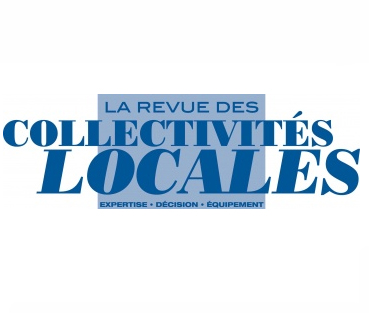 LA REVUE DES
COLLECTIVITÉS
LOCALES
EXPERTISE • DÉCISION • ÉQUIPEMENT